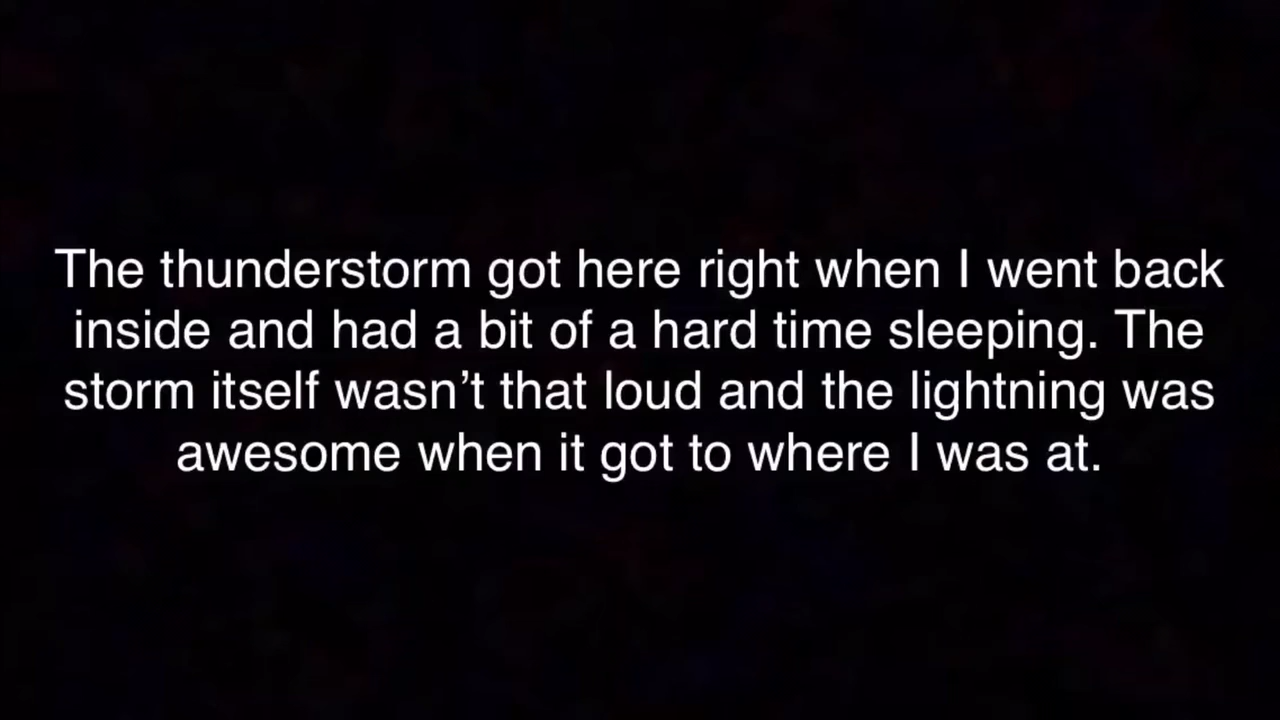 The thunderstorm got here right when I went back
inside and had a bit of a hard time sleeping. The
storm itself wasn’t that loud and the lightning was
awesome when it got to where I was at.